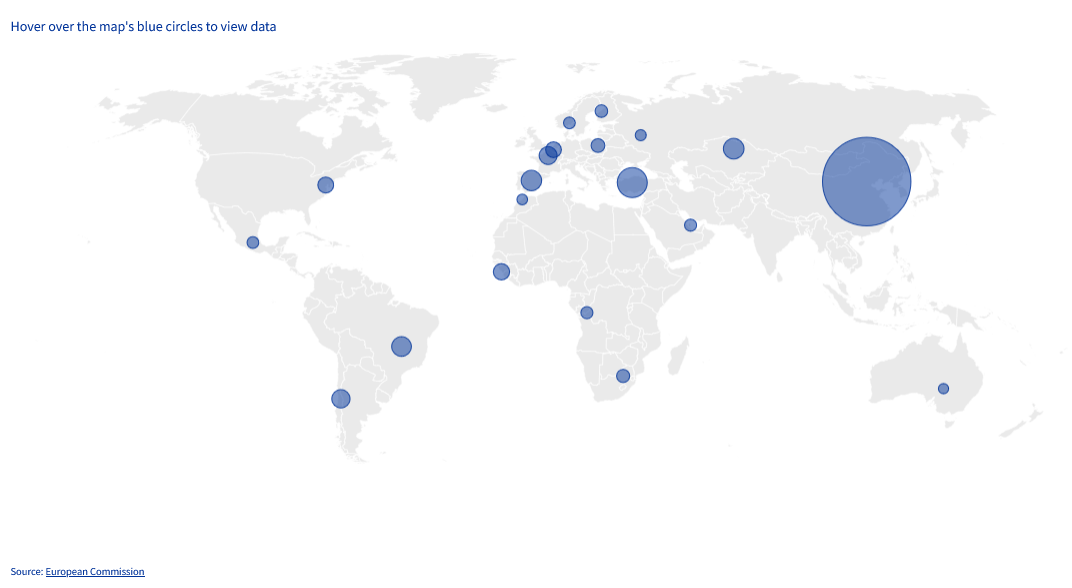 Hover over the map's blue circles to view data
Source: European Commission